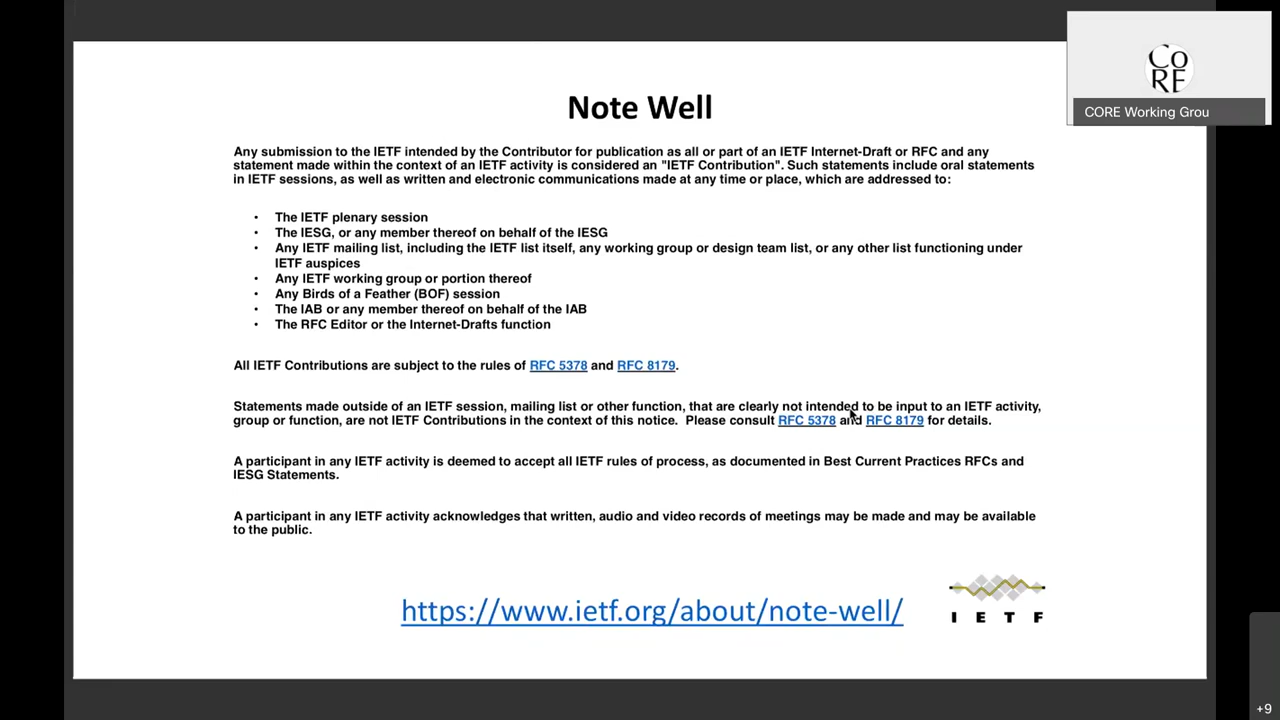 Co
RE
CORE Working Grou
Note Well
Any submission to the IETF intended by the Contributor for publication as all or part of an IETF Internet-Draft or RFC and any
statement made within the context of an IETF activity is considered an "IETF Contribution". Such statements include oral statements
in IETF sessions, as well as written and electronic communications made at any time or place, which are addressed to:
• The IETF plenary session
• The IESG, or any member thereof on behalf of the IESG
• Any IETF mailing list, including the IETF list itself, any working group or design team list, or any other list functioning under
IETF auspices
• Any IETF working group or portion thereof
• Any Birds of a Feather (BOF) session
• The IAB or any member thereof on behalf of the IAB
• The RFC Editor or the Internet-Drafts function
All IETF Contributions are subject to the rules of RFC 5378 and RFC 8179.
Statements made outside of an IETF session, mailing list or other function, that are clearly not intended to be input to an IETF activity,
group or function, are not IETF Contributions in the context of this notice. Please consult RFC 5378 and RFC 8179 for details.
A participant in any IETF activity is deemed to accept all IETF rules of process, as documented in Best Current Practices RFCs and
IESG Statements.
A participant in any IETF activity acknowledges that written, audio and video records of meetings may be made and may be available
to the public.
https://www.ietf.org/about/note-well/
I E T F
+9